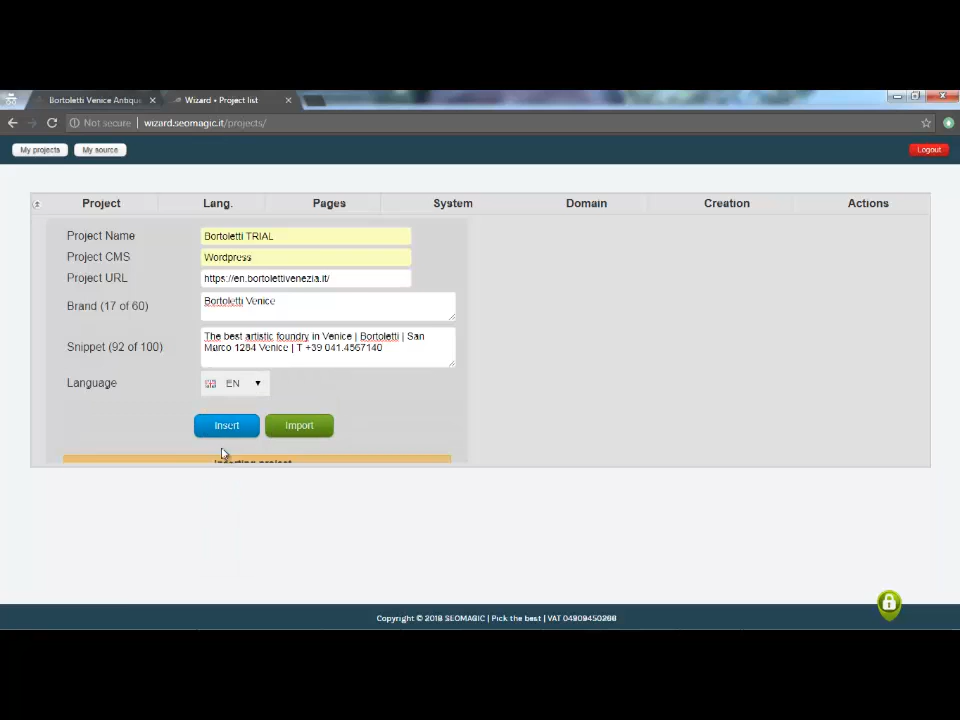 Bortoletti Venice Antiqu
Wizard • Project list
Not secure
wizard.seomagic.it/projects/
My projects
My source
Logout
Project
Lang.
Pages
System
Domain
Creation
Actions
Project Name
Bortoletti TRIAL
Project CMS
Wordpress
Project URL
https://en.bortolettivenezia.it/
Brand (17 of 60)
Bortoletti Venice
Snippet (92 of 100)
The best artistic foundry in Venice | Bortoletti | San
Marco 1284 Venice | T +39 041.4567140
Language
EN
Insert
Import
Inserting project
Copyright © 2018 SEOMAGIC | Pick the best | VAT 04909450266